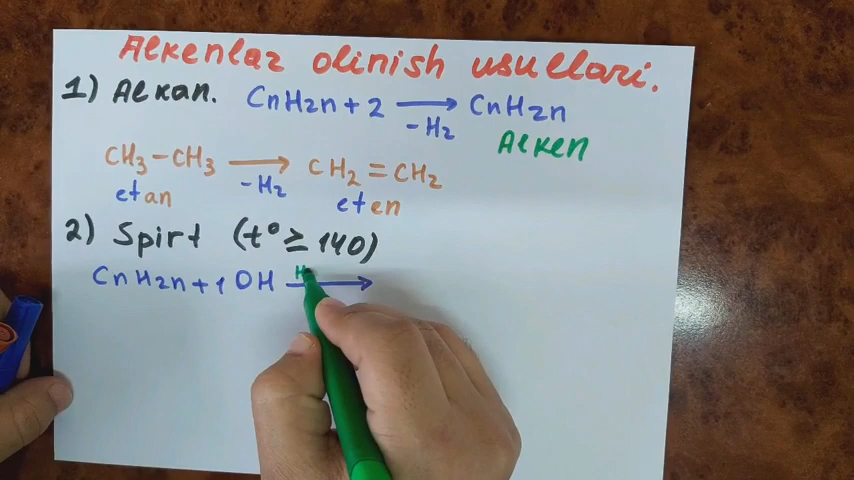 Alkenlar olinish usullari.
1) Alkan. CnH2n+2 → CnH2n
-H2
Alken
CH3-CH3 → CH2=CH2
-H2
etan eten
2) Spirt (t° ≥ 140)
H
CnH2n+1OH →